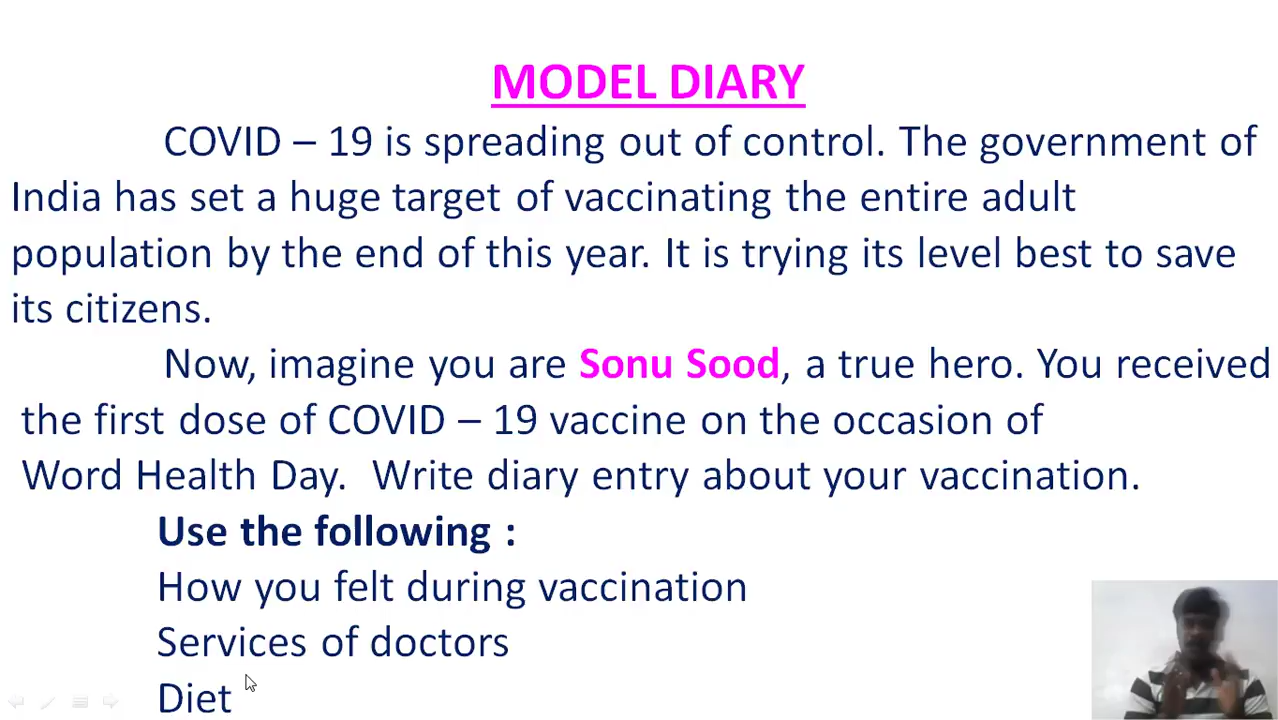 MODEL DIARY
COVID – 19 is spreading out of control. The government of
India has set a huge target of vaccinating the entire adult
population by the end of this year. It is trying its level best to save
its citizens.
Now, imagine you are Sonu Sood, a true hero. You received
the first dose of COVID – 19 vaccine on the occasion of
Word Health Day. Write diary entry about your vaccination.
Use the following :
How you felt during vaccination
Services of doctors
Diet